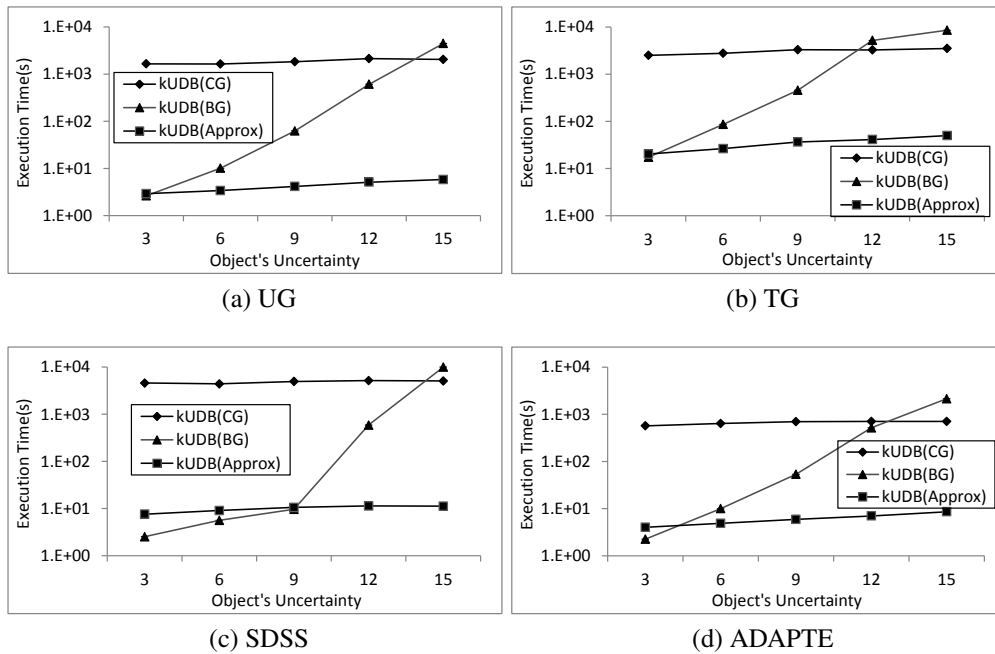 1.E+04
1.E+03
1.E+02
1.E+01
1.E+00
Execution Time(s)
kUDB(CG)
kUDB(BG)
kUDB(Approx)
3 6 9 12 15
Object's Uncertainty
(a) UG
1.E+04
1.E+03
1.E+02
1.E+01
1.E+00
Execution Time(s)
kUDB(CG)
kUDB(BG)
kUDB(Approx)
3 6 9 12 15
Object's Uncertainty
(b) TG
1.E+04
1.E+03
1.E+02
1.E+01
1.E+00
Execution Time(s)
kUDB(CG)
kUDB(BG)
kUDB(Approx)
3 6 9 12 15
Object's Uncertainty
(c) SDSS
1.E+04
1.E+03
1.E+02
1.E+01
1.E+00
Execution Time(s)
kUDB(CG)
kUDB(BG)
kUDB(Approx)
3 6 9 12 15
Object's Uncertainty
(d) ADAPTE